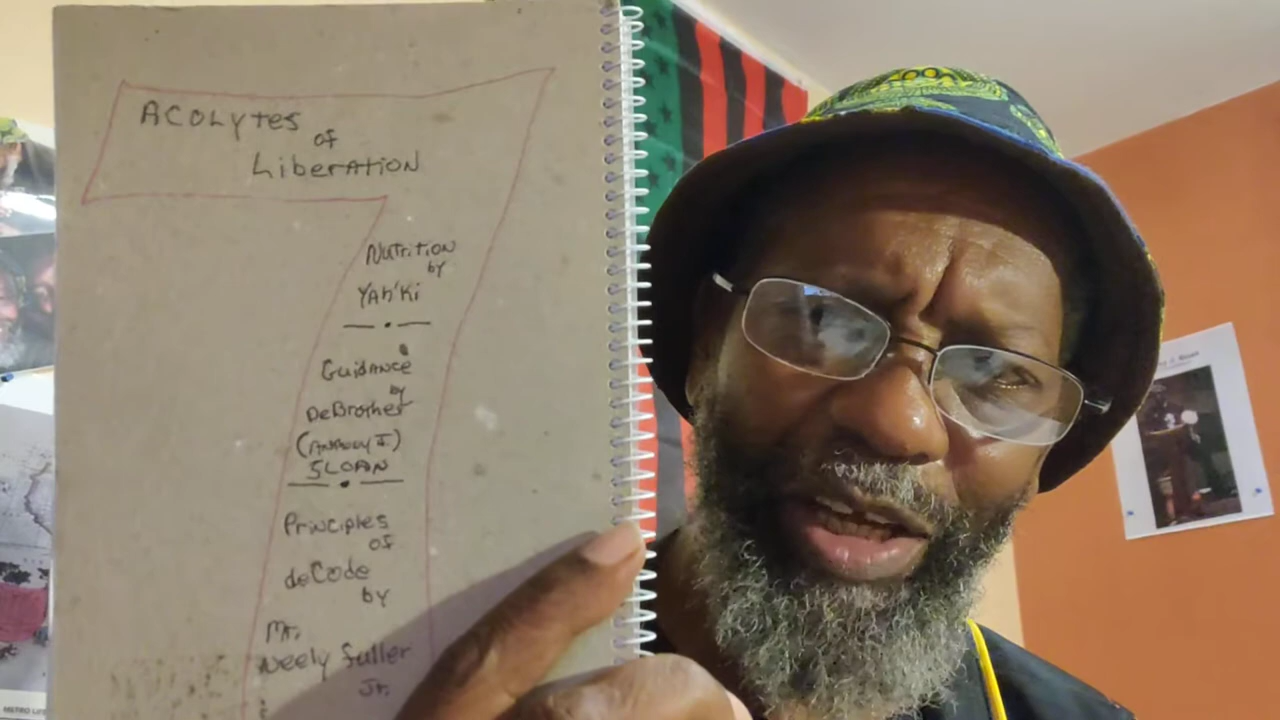 ACOLYTES
of
Liberation
Nutrition
by
YAH'Ki
Guidance
by
DeBrother
SLOAN
Principles
of
deCode
by
Mr.
Neely Fuller
Jr.